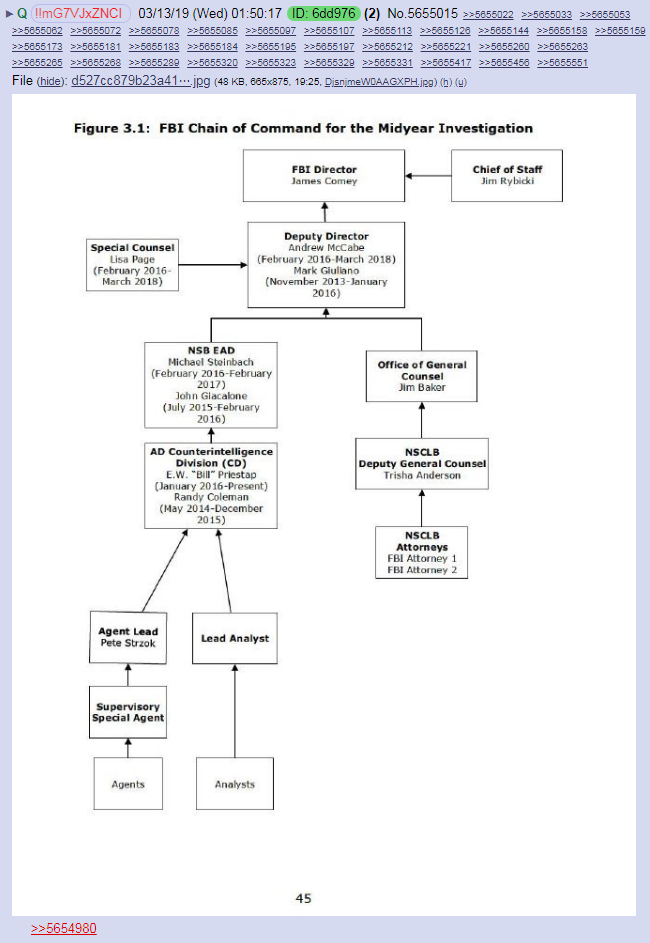 ► Q !!mG7VJxZNCI 03/13/19 (Wed) 01:50:17 ID: 6dd976 (2) No.5655015 >>5655022 >>5655033 >>5655053
>>5655062 >>5655072 >>5655078 >>5655085 >>5655097 >>5655107 >>5655113 >>5655126 >>5655144 >>5655158 >>5655159
>>5655173 >>5655181 >>5655183 >>5655184 >>5655195 >>5655197 >>5655212 >>5655221 >>5655260 >>5655263
>>5655265 >>5655268 >>5655289 >>5655320 >>5655323 >>5655329 >>5655331 >>5655417 >>5655456 >>5655551
File (hide): d527cc879b23a41⋯.jpg (48 KB, 665x875, 19:25, DjsnjmeW0AAGXPH.jpg) (h) (u)
Figure 3.1: FBI Chain of Command for the Midyear Investigation
FBI Director
James Comey
Chief of Staff
Jim Rybicki
Deputy Director
Andrew McCabe
(February 2016-March 2018)
Mark Giuliano
(November 2013-January
2016)
Special Counsel
Lisa Page
(February 2016-
March 2018)
NSB EAD
Michael Steinbach
(February 2016-February
2017)
John Giacalone
(July 2015-February
2016)
Office of General
Counsel
Jim Baker
AD Counterintelligence
Division (CD)
E.W. "Bill" Priestap
(January 2016-Present)
Randy Coleman
(May 2014-December
2015)
NSCLB
Deputy General Counsel
Trisha Anderson
NSCLB
Attorneys
FBI Attorney 1
FBI Attorney 2
Agent Lead
Pete Strzok
Lead Analyst
Supervisory
Special Agent
Agents
Analysts
45
>>5654980